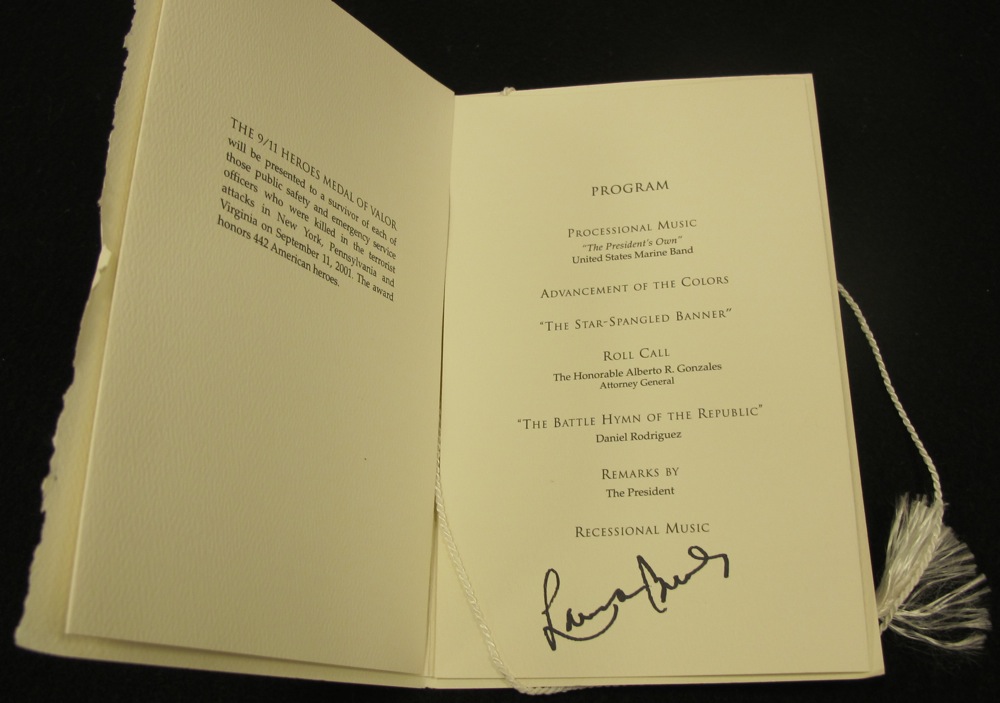 THE 9/11 HEROES MEDAL OF VALOR
will be presented to a survivor of each of
those public safety and emergency service
officers who were killed in the terrorist
attacks in New York, Pennsylvania and
Virginia on September 11, 2001. The award
honors 442 American heroes.
PROGRAM
PROCESSIONAL MUSIC
"The President's Own"
United States Marine Band
ADVANCEMENT OF THE COLORS
"THE STAR-SPANGLED BANNER"
ROLL CALL
The Honorable Alberto R. Gonzales
Attorney General
"THE BATTLE HYMN OF THE REPUBLIC"
Daniel Rodriguez
REMARKS BY
The President
RECESSIONAL MUSIC
Laura Bush